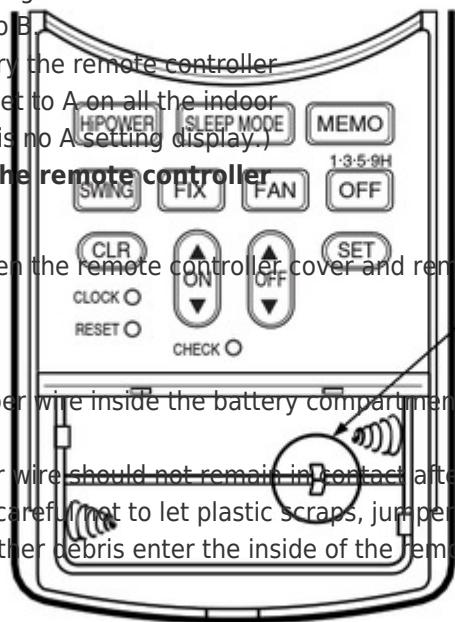 o B.
ry the remote controller
et to A on all the indoor
HiPOWER SLEEP MODE MEMO
is no A setting display.)
1·3·5·9H
he remote controller
SWING FIX FAN OFF
CLR ON OFF SET
en the remote controller cover and rem
CLOCK
RESET
CHECK
er wire inside the battery compartmen
r wire should not remain in contact afte
careful not to let plastic scraps, jumper
ther debris enter the inside of the remo